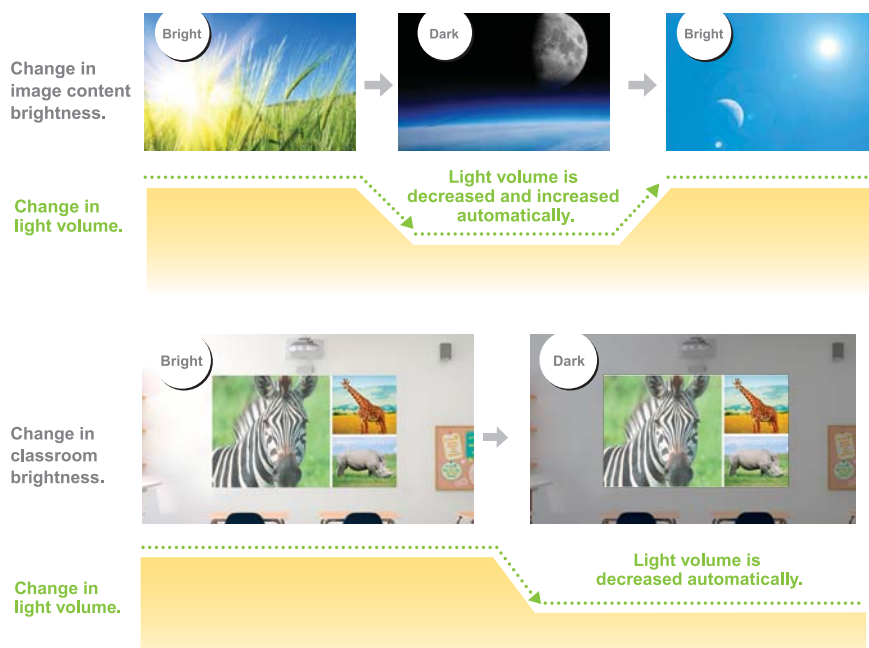 Bright
Dark
Bright
Change in
image content
brightness.
Light volume is
decreased and increased
automatically.
Change in
light volume.
Bright
Dark
Change in
classroom
brightness.
Light volume is
decreased automatically.
Change in
light volume.